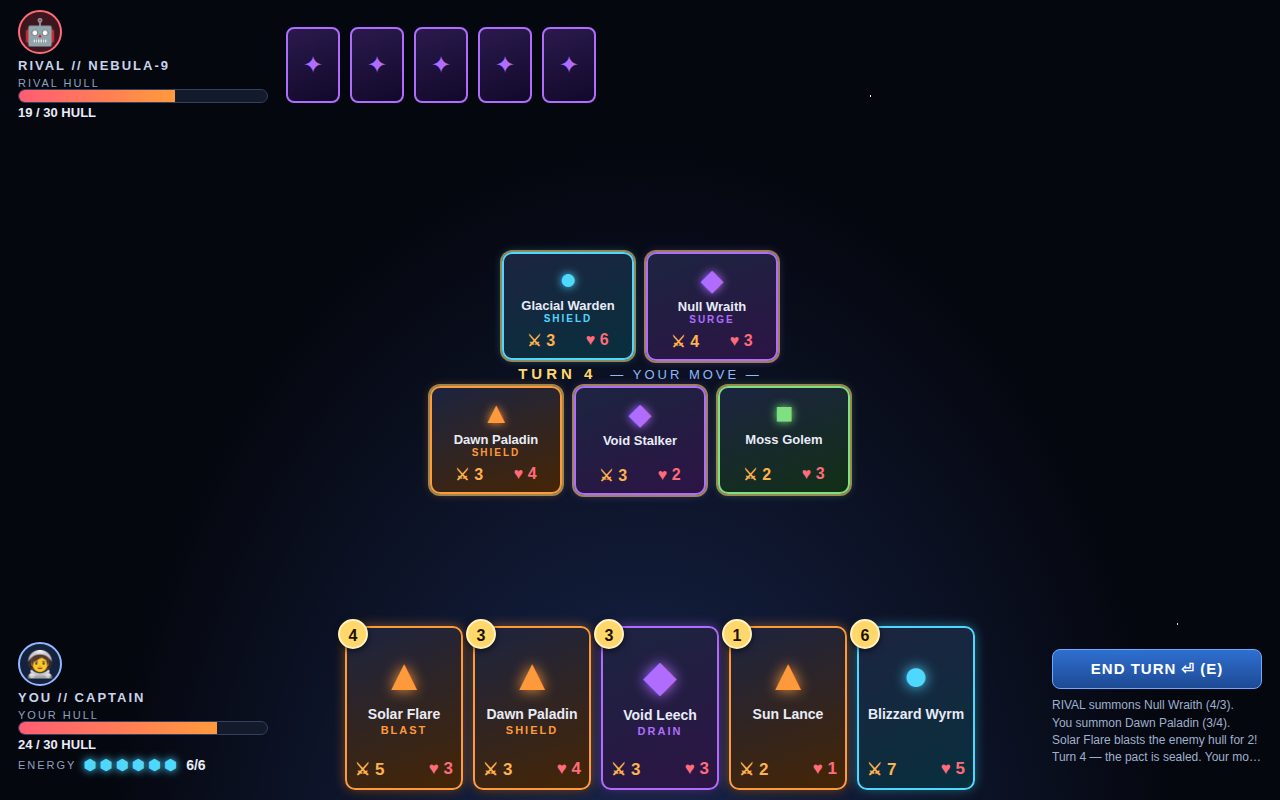 RIVAL // NEBULA-9
RIVAL HULL
19 / 30 HULL
Glacial Warden
SHIELD
⚔ 3 ♥ 6
Null Wraith
SURGE
⚔ 4 ♥ 3
TURN 4 — YOUR MOVE —
Dawn Paladin
SHIELD
⚔ 3 ♥ 4
Void Stalker
⚔ 3 ♥ 2
Moss Golem
⚔ 2 ♥ 3
YOU // CAPTAIN
YOUR HULL
24 / 30 HULL
ENERGY ⬢⬢⬢⬢⬢⬢ 6/6
4
Solar Flare
BLAST
⚔ 5 ♥ 3
3
Dawn Paladin
SHIELD
⚔ 3 ♥ 4
3
Void Leech
DRAIN
⚔ 3 ♥ 3
1
Sun Lance
⚔ 2 ♥ 1
6
Blizzard Wyrm
⚔ 7 ♥ 5
END TURN ⏎ (E)
RIVAL summons Null Wraith (4/3).
You summon Dawn Paladin (3/4).
Solar Flare blasts the enemy hull for 2!
Turn 4 — the pact is sealed. Your mo…